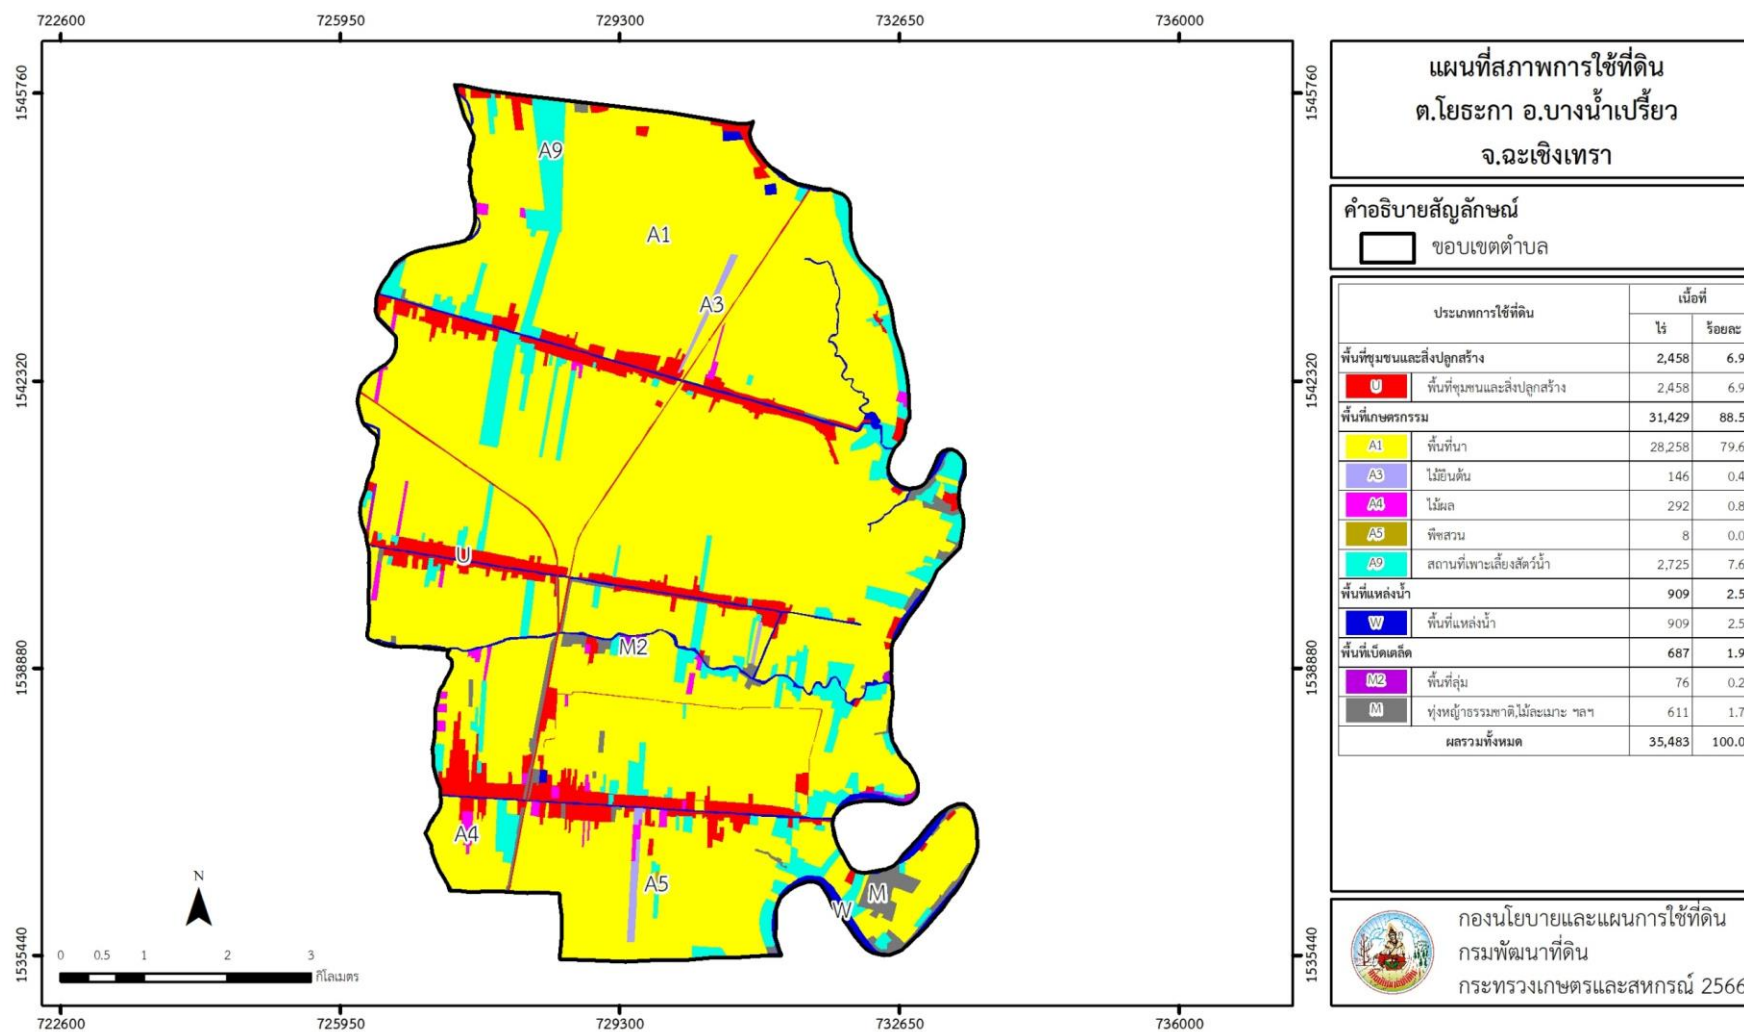 722600 725950 729300 732650 736000
1545760 1545760
1542320 1542320
1538880 1538880
1535440 1535440
A9
A1
A3
U
M2
A4
A5
M
W
N
0 0.5 1 2 3
กิโลเมตร
722600 725950 729300 732650 736000
แผนที่สภาพการใช้ที่ดิน
ต.โยธะกา อ.บางน้ำเปรี้ยว
จ.ฉะเชิงเทรา
คำอธิบายสัญลักษณ์
ขอบเขตตำบล
ประเภทการใช้ที่ดิน เนื้อที่
ไร่ ร้อยละ
พื้นที่ชุมชนและสิ่งปลูกสร้าง 2,458 6.9
U พื้นที่ชุมชนและสิ่งปลูกสร้าง 2,458 6.9
พื้นที่เกษตรกรรม 31,429 88.5
A1 พื้นที่นา 28,258 79.6
A3 ไม้ยืนต้น 146 0.4
A4 ไม้ผล 292 0.8
A5 พืชสวน 8 0.0
A9 สถานที่เพาะเลี้ยงสัตว์น้ำ 2,725 7.6
พื้นที่แหล่งน้ำ 909 2.5
W พื้นที่แหล่งน้ำ 909 2.5
พื้นที่เบ็ดเตล็ด 687 1.9
M2 พื้นที่ลุ่ม 76 0.2
M ทุ่งหญ้าธรรมชาติ,ไม้ละเมาะ ฯลฯ 611 1.7
ผลรวมทั้งหมด 35,483 100.0
กองนโยบายและแผนการใช้ที่ดิน
กรมพัฒนาที่ดิน
กระทรวงเกษตรและสหกรณ์ 2566